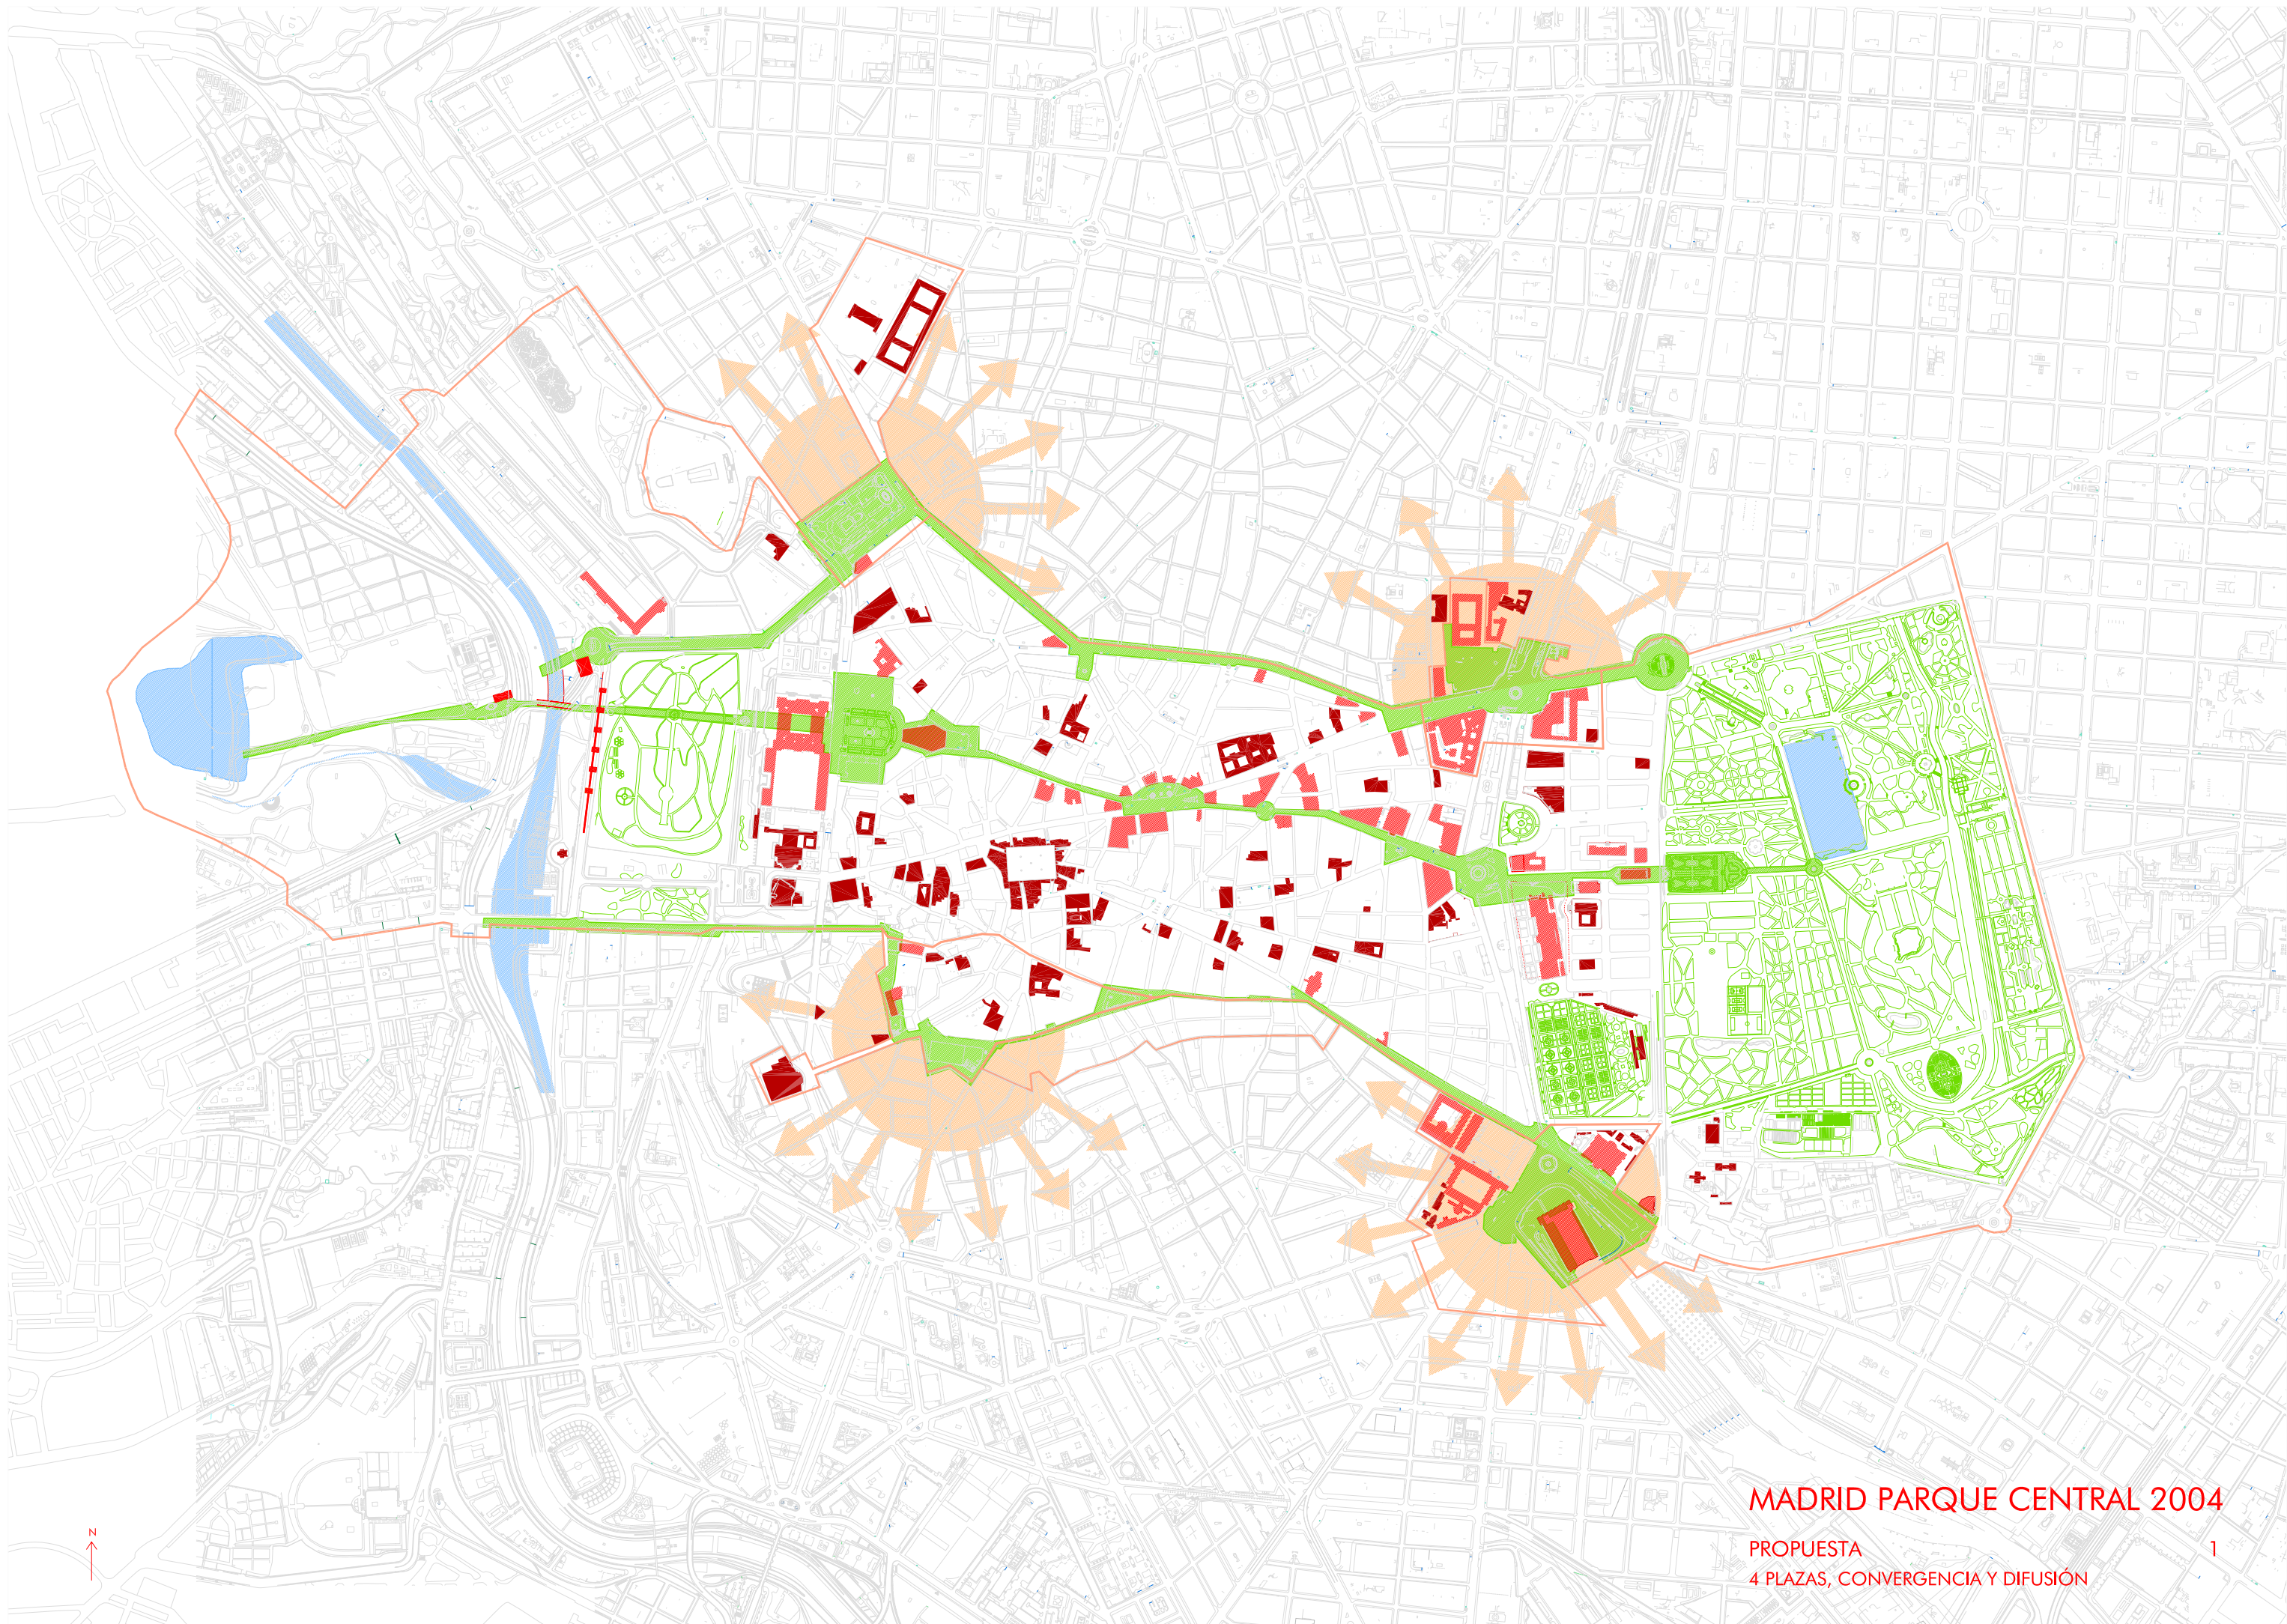 N
MADRID PARQUE CENTRAL 2004
PROPUESTA 1
4 PLAZAS, CONVERGENCIA Y DIFUSIÓN